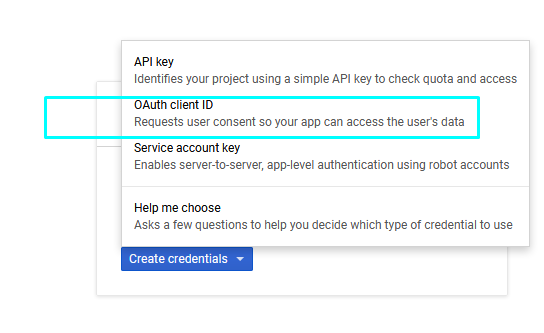 API key
Identifies your project using a simple API key to check quota and access
OAuth client ID
Requests user consent so your app can access the user's data
Service account key
Enables server-to-server, app-level authentication using robot accounts
Help me choose
Asks a few questions to help you decide which type of credential to use
Create credentials